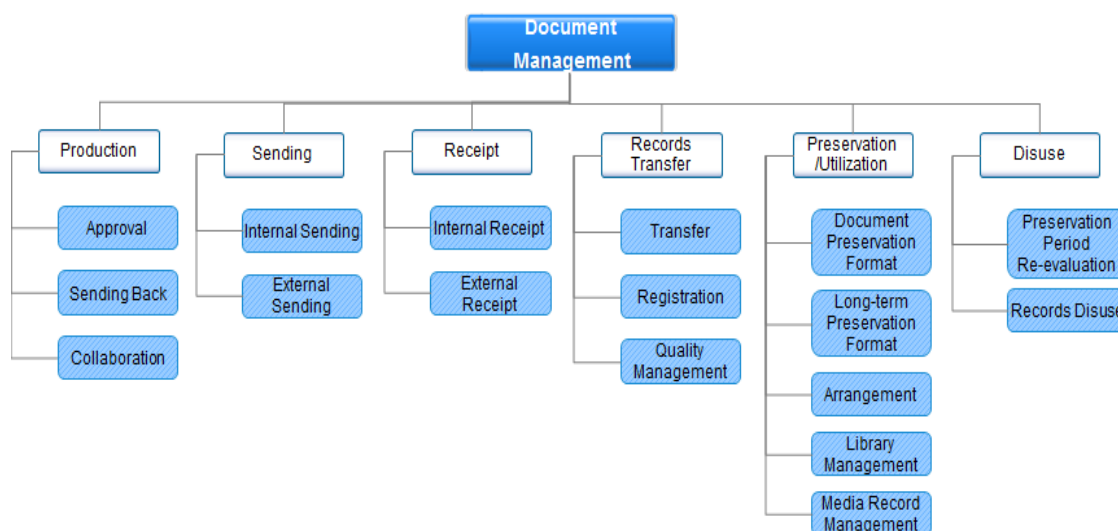 Document
Management
Production
Sending
Receipt
Records
Transfer
Preservation
/Utilization
Disuse
Approval
Sending Back
Collaboration
Internal Sending
External
Sending
Internal Receipt
External
Receipt
Transfer
Registration
Quality
Management
Document
Preservation
Format
Long-term
Preservation
Format
Arrangement
Library
Management
Media Record
Management
Preservation
Period
Re-evaluation
Records Disuse